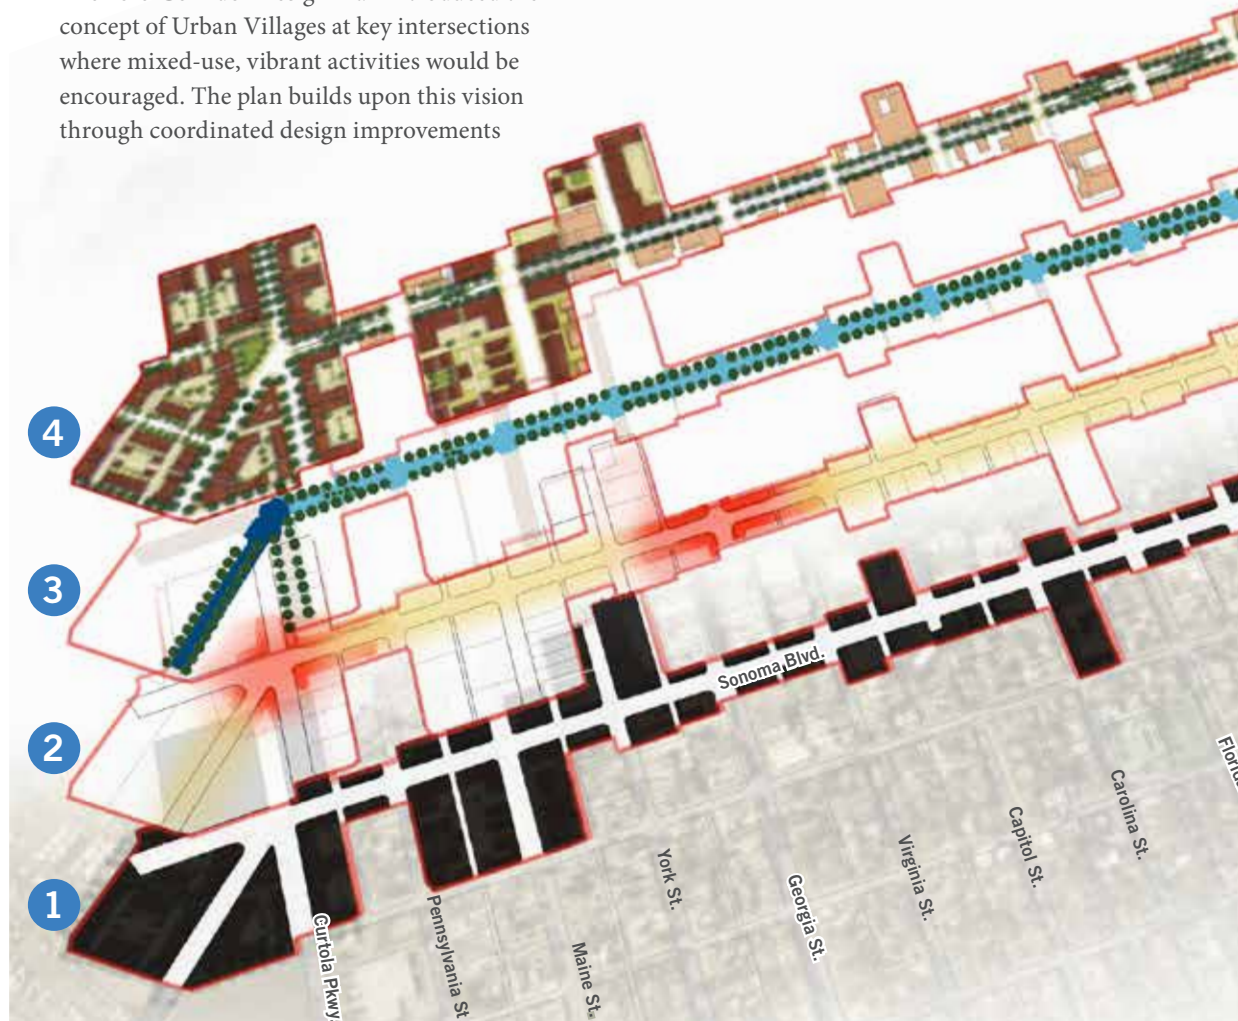 concept of Urban Villages at key intersections
where mixed-use, vibrant activities would be
encouraged. The plan builds upon this vision
through coordinated design improvements
4
3
2
1
Sonoma Blvd.
Curtola Pkwy.
Pennsylvania St
Maine St.
York St.
Georgia St.
Virginia St.
Capitol St.
Carolina St.